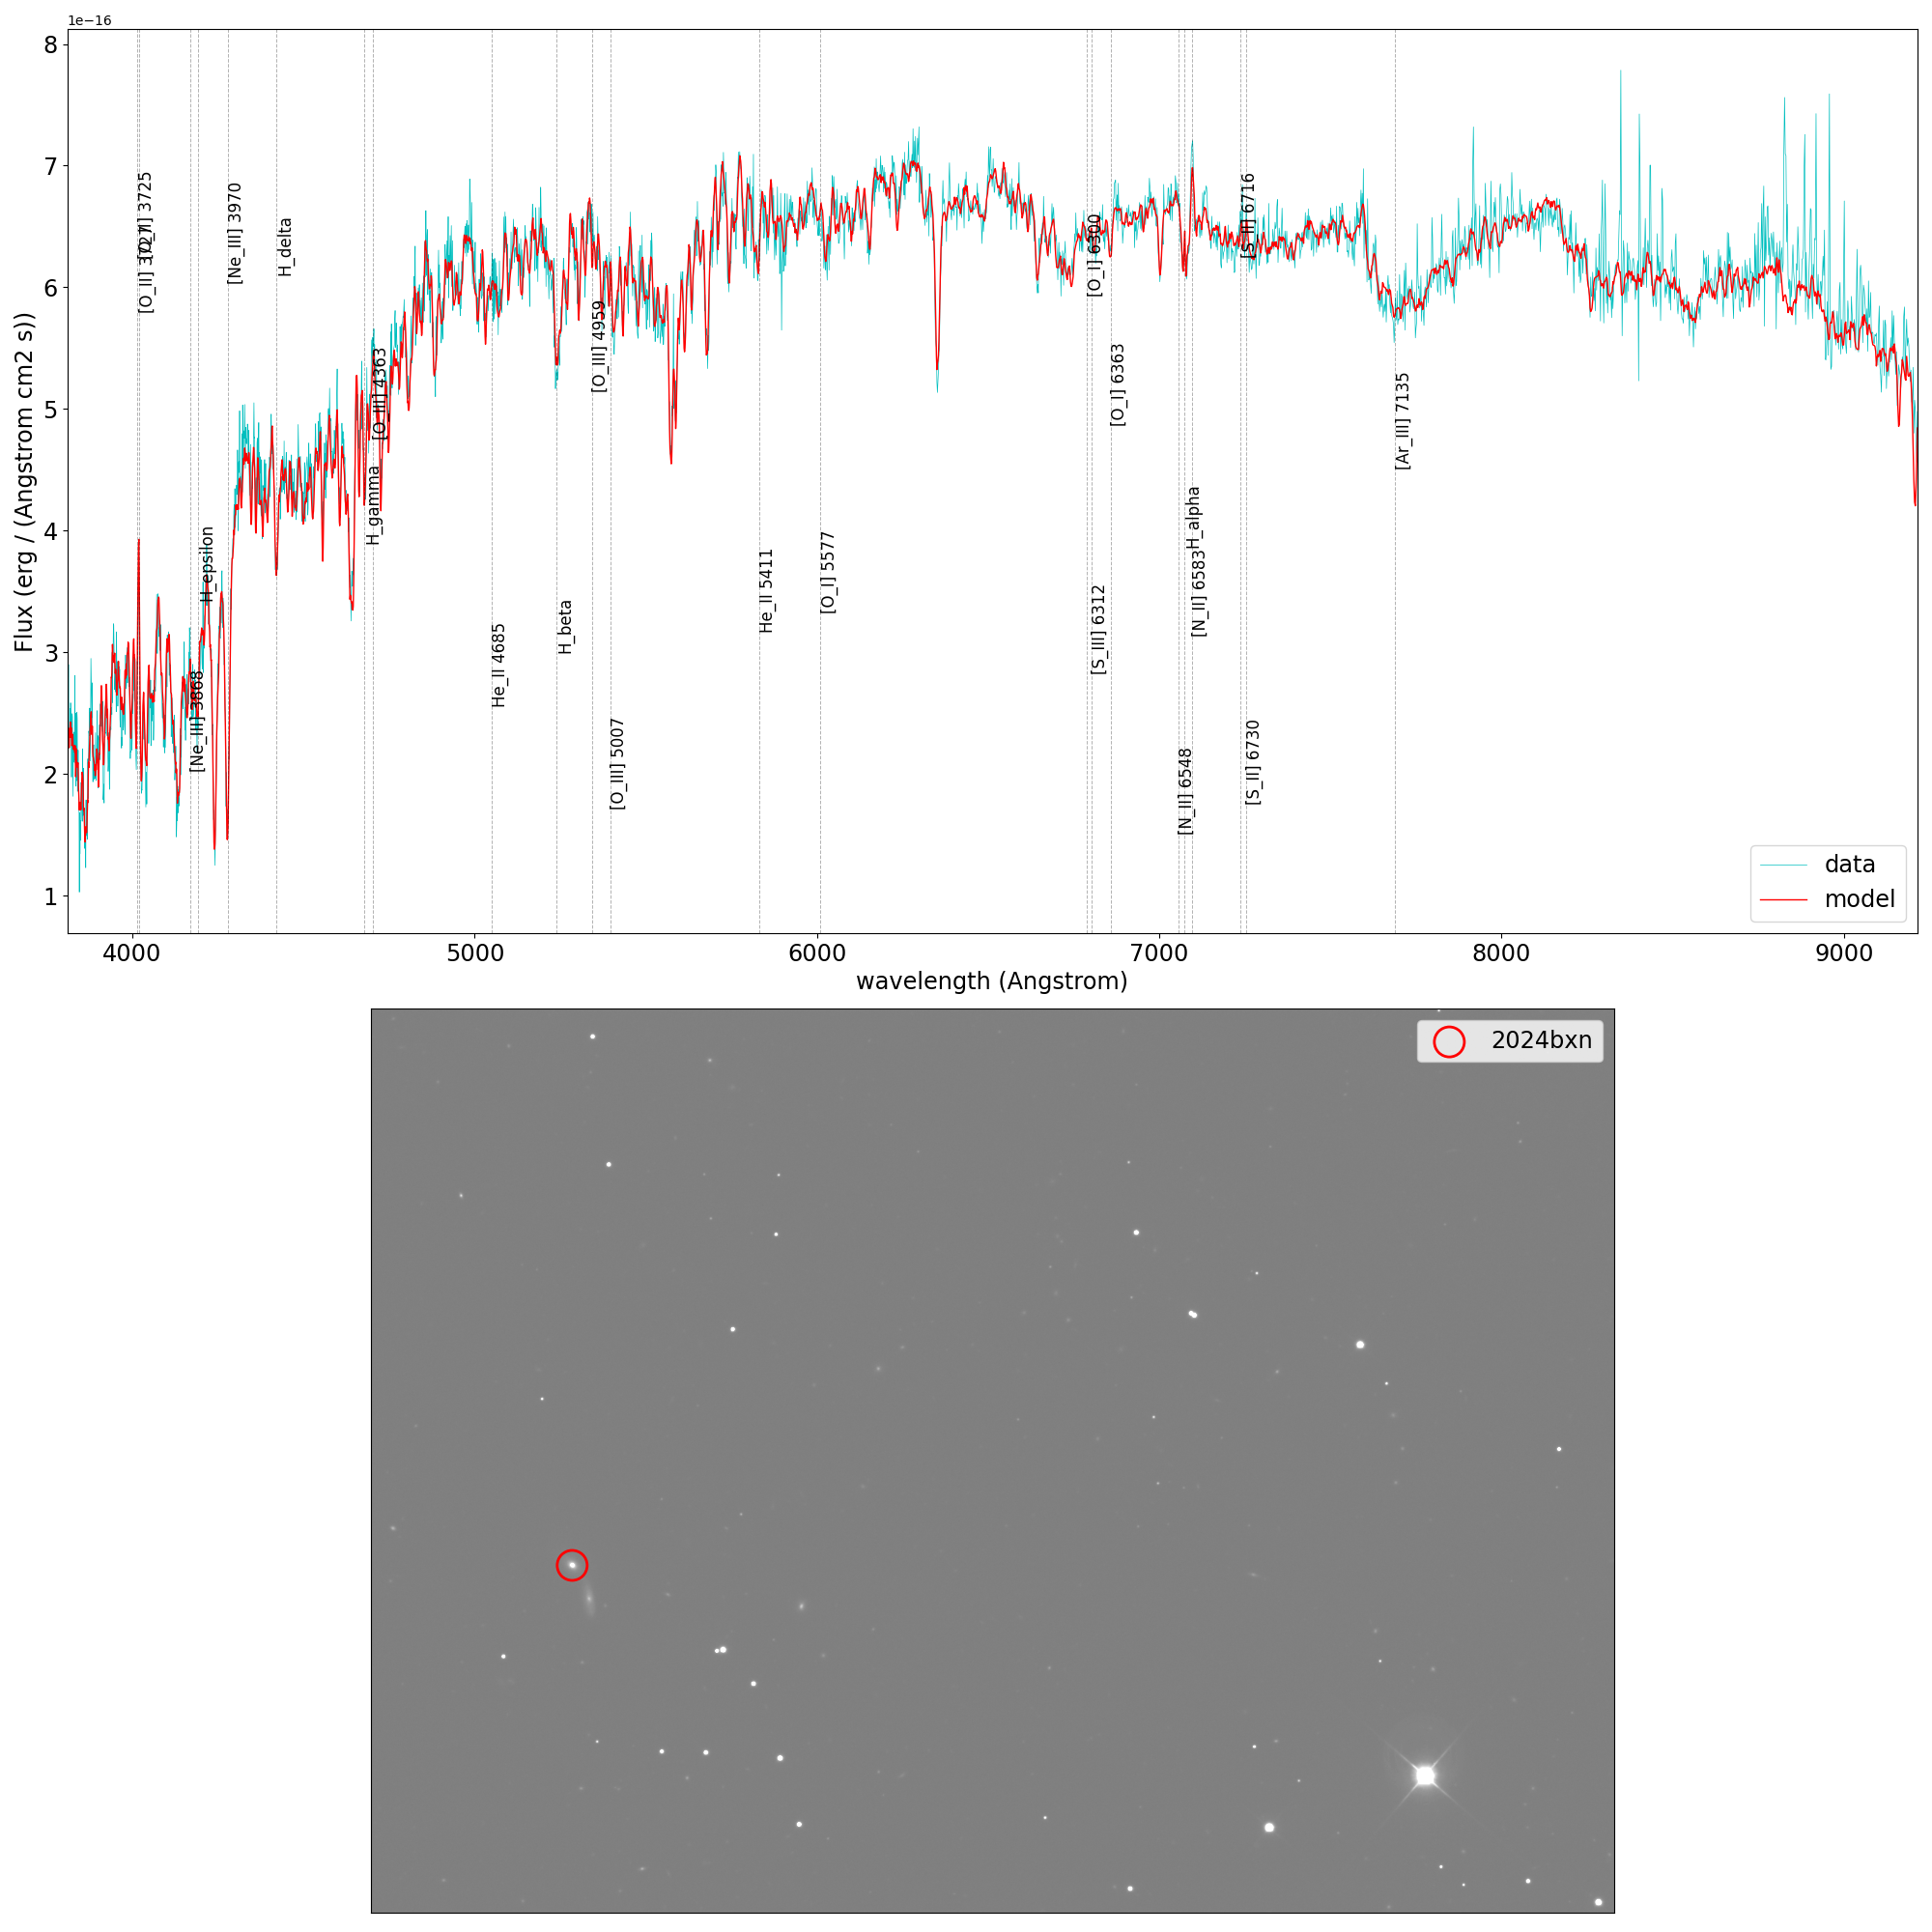 1e−16
8
7
6
5
4
3
2
1
Flux (erg / (Angstrom cm2 s))
[O_II] 3725
[Ne_III] 3970
H_delta
[O_III] 4363
H_gamma
H_epsilon
[Ne_III] 3868
He_II 4685
H_beta
[O_III] 4959
[O_III] 5007
He_II 5411
[O_I] 5577
[O_I] 6300
[S_III] 6312
[O_I] 6363
[N_II] 6548
H_alpha
[N_II] 6583
[S_II] 6716
[S_II] 6730
[Ar_III] 7135
data
model
4000 5000 6000 7000 8000 9000
wavelength (Angstrom)
2024bxn